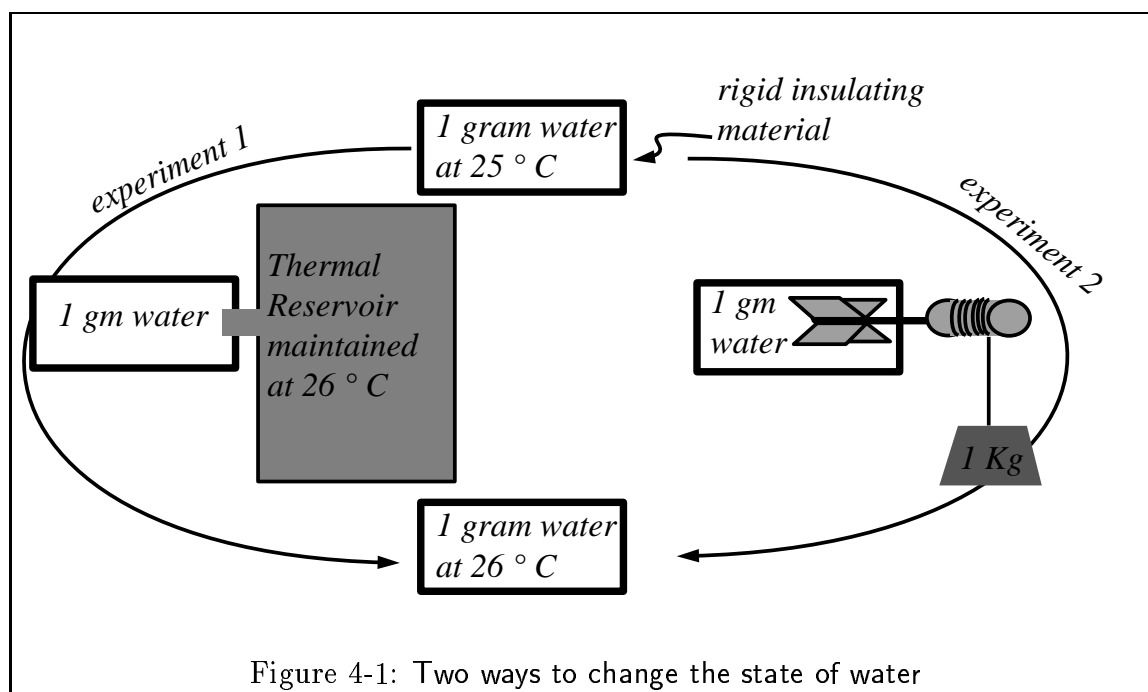 rigid insulating
material
1 gram water
at 25 ° C
experiment 1
experiment 2
Thermal
Reservoir
maintained
at 26 ° C
1 gm water
1 gm
water
1 Kg
1 gram water
at 26 ° C
Figure 4-1: Two ways to change the state of water